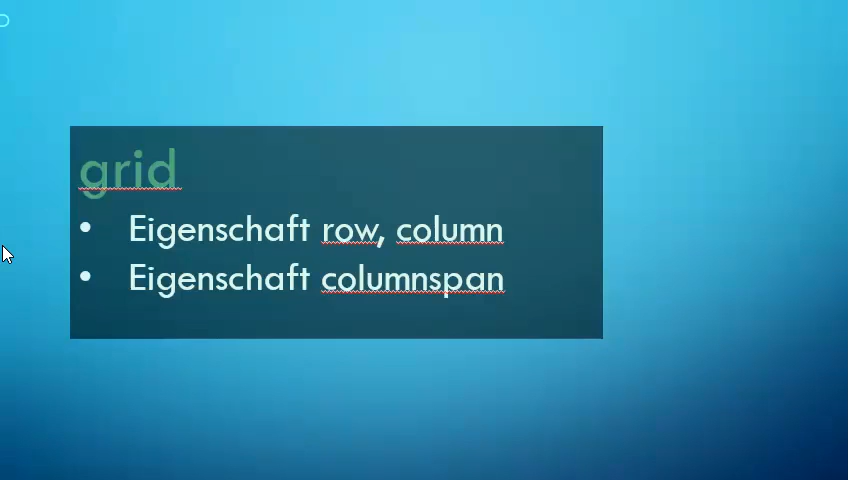 grid
• Eigenschaft row, column
• Eigenschaft columnspan